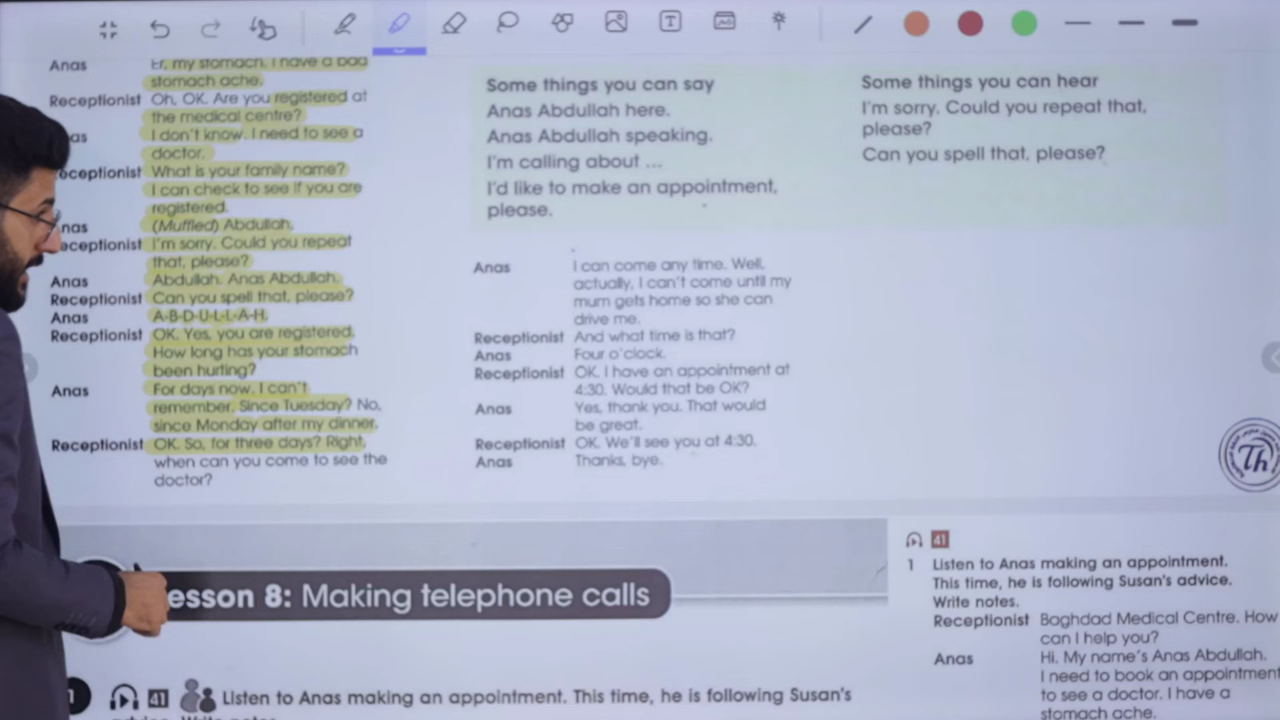 Anas Er, my stomach. I have a bad
stomach ache.
Receptionist Oh, OK. Are you registered at
the medical centre?
as I don't know. I need to see a
doctor.
eceptionist What is your family name?
I can check to see if you are
registered.
nas (Muffled) Abdullah.
eceptionist I'm sorry. Could you repeat
that, please?
Anas Abdullah. Anas Abdullah.
Receptionist Can you spell that, please?
Anas A-B-D-U-L-L-A-H.
Receptionist OK. Yes, you are registered.
How long has your stomach
been hurting?
Anas For days now. I can't
remember. Since Tuesday? No,
since Monday after my dinner.
Receptionist OK. So, for three days? Right,
when can you come to see the
doctor?
Some things you can say
Anas Abdullah here.
Anas Abdullah speaking.
I'm calling about ...
I'd like to make an appointment,
please.
Some things you can hear
I'm sorry. Could you repeat that,
please?
Can you spell that, please?
Anas I can come any time. Well,
actually, I can't come until my
mum gets home so she can
drive me.
Receptionist And what time is that?
Anas Four o'clock.
Receptionist OK. I have an appointment at
4:30. Would that be OK?
Anas Yes, thank you. That would
be great.
Receptionist OK. We'll see you at 4:30.
Anas Thanks, bye.
Th
esson 8: Making telephone calls
1 41 Listen to Anas making an appointment. This time, he is following Susan's
41
1 Listen to Anas making an appointment.
This time, he is following Susan's advice.
Write notes.
Receptionist Baghdad Medical Centre. How
can I help you?
Anas Hi. My name's Anas Abdullah.
I need to book an appointment
to see a doctor. I have a
stomach ache.